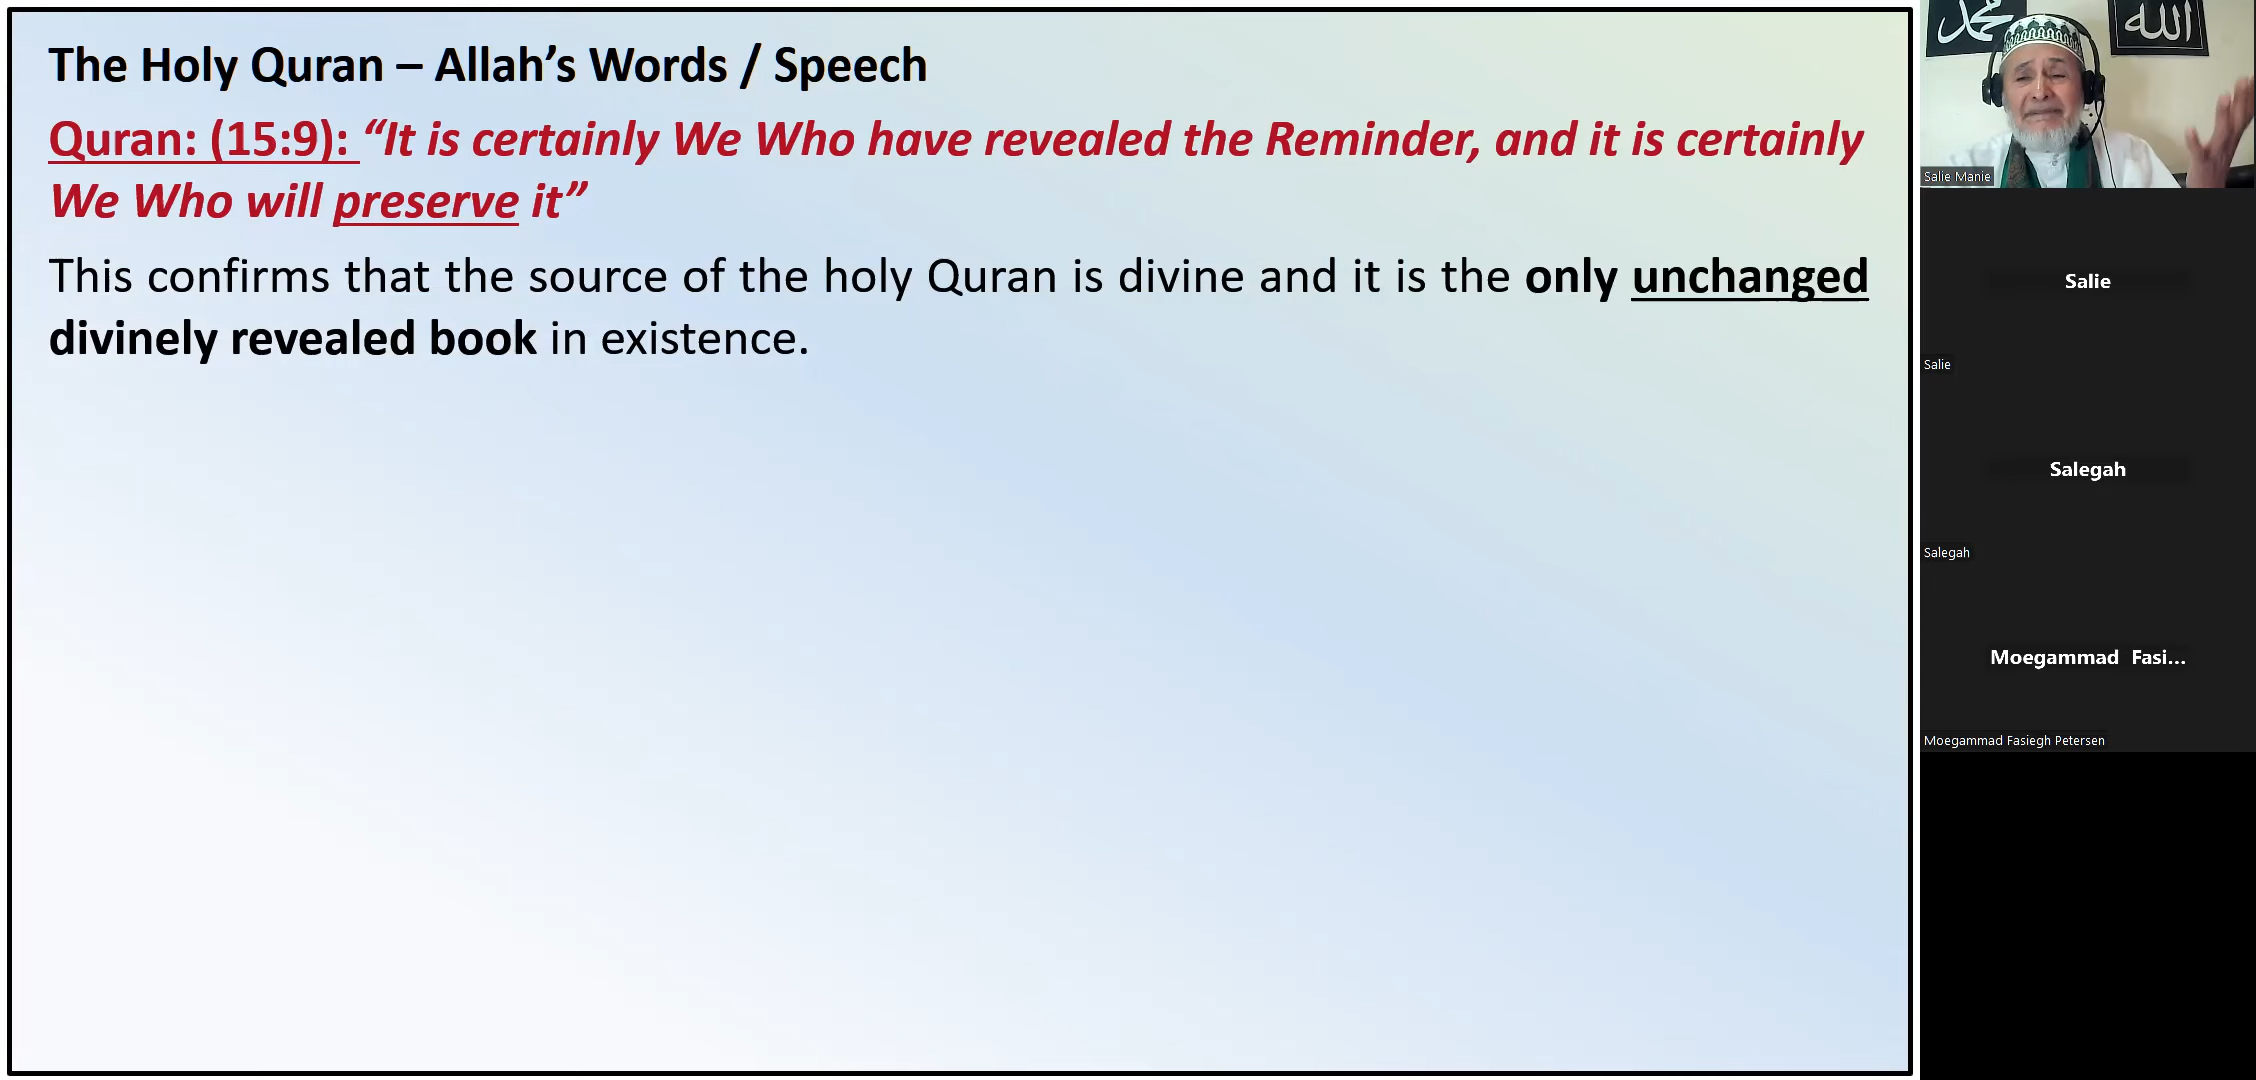 The Holy Quran – Allah’s Words / Speech
Quran: (15:9): “It is certainly We Who have revealed the Reminder, and it is certainly
We Who will preserve it”
This confirms that the source of the holy Quran is divine and it is the only unchanged
divinely revealed book in existence.
محمد
الله
Salie Manie
Salie
Salie
Salegah
Salegah
Moegammad Fasi...
Moegammad Fasiegh Petersen